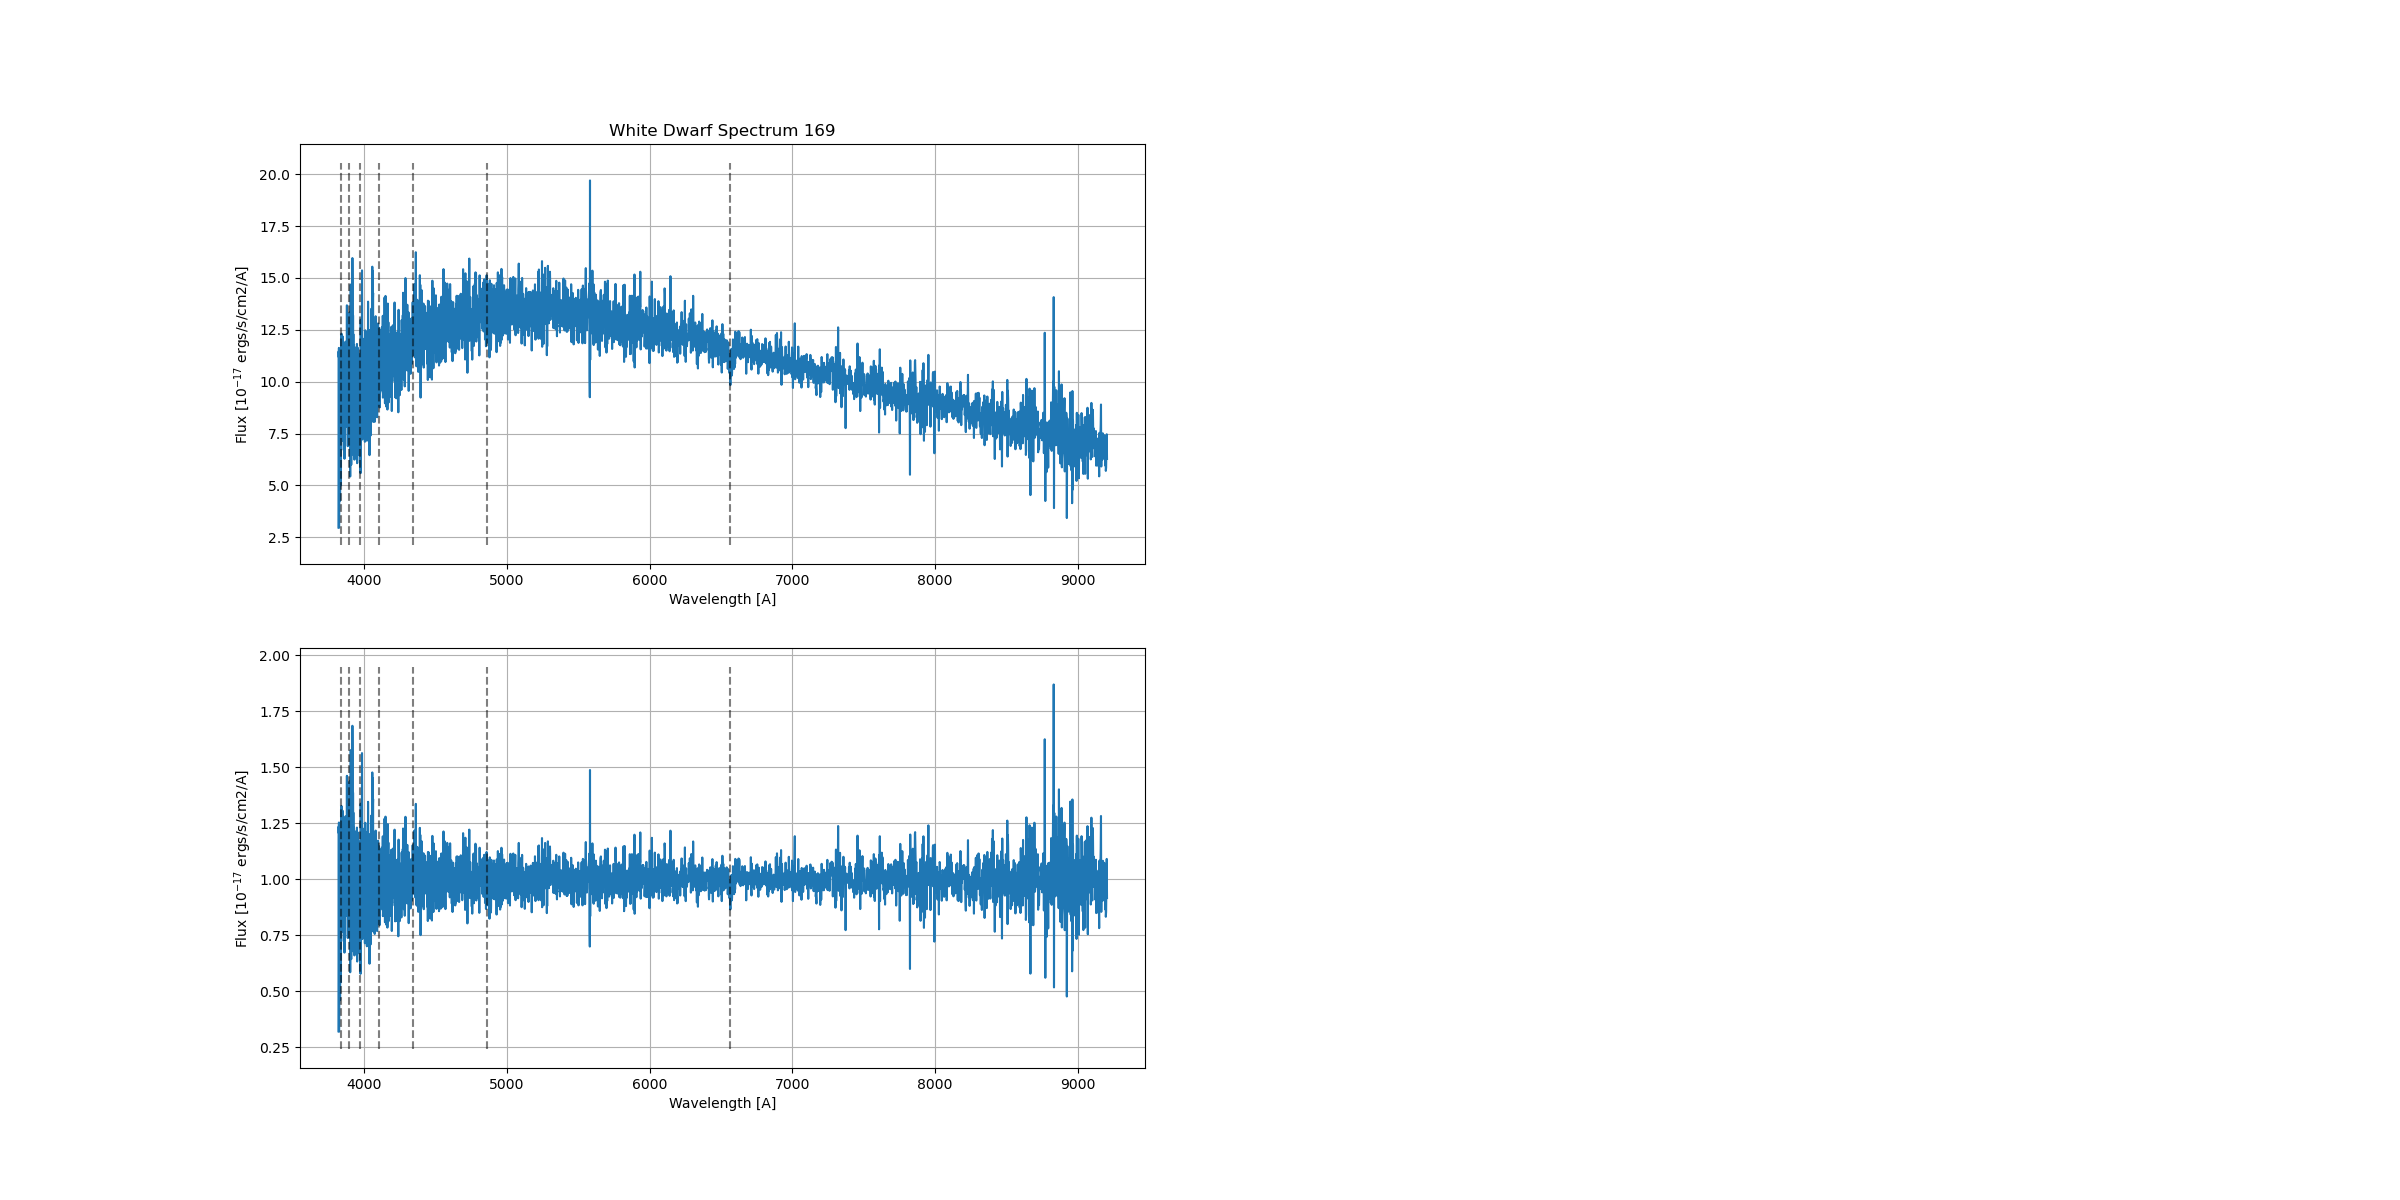 White Dwarf Spectrum 169
20.0
17.5
15.0
12.5
10.0
7.5
5.0
2.5
Flux [10⁻¹⁷ ergs/s/cm2/A]
4000 5000 6000 7000 8000 9000
Wavelength [A]
2.00
1.75
1.50
1.25
1.00
0.75
0.50
0.25
Flux [10⁻¹⁷ ergs/s/cm2/A]
4000 5000 6000 7000 8000 9000
Wavelength [A]